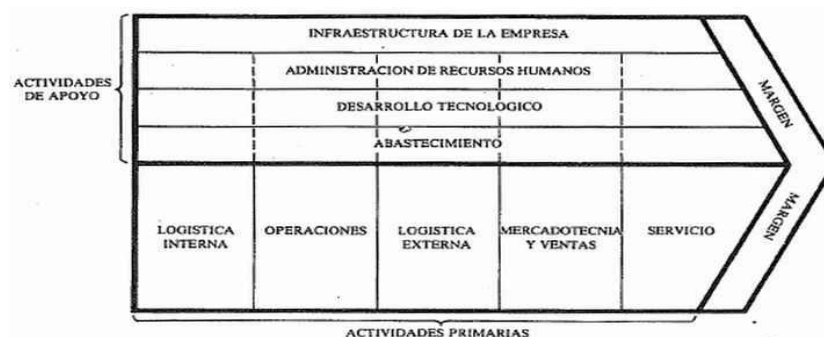 INFRAESTRUCTURA DE LA EMPRESA
ADMINISTRACION DE RECURSOS HUMANOS
DESARROLLO TECNOLOGICO
ABASTECIMIENTO
ACTIVIDADES
DE APOYO
MARGEN
MARGEN
LOGISTICA
INTERNA
OPERACIONES
LOGISTICA
EXTERNA
MERCADOTECNIA
Y VENTAS
SERVICIO
ACTIVIDADES PRIMARIAS